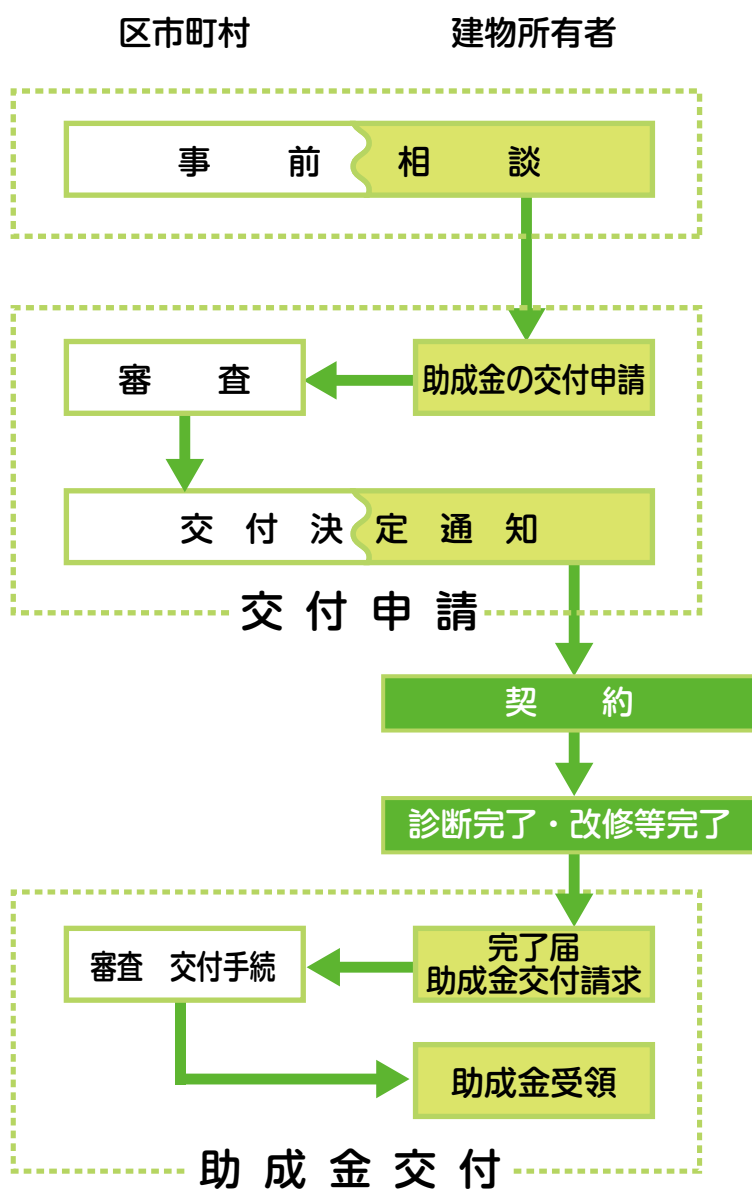 区市町村 建物所有者
事前相談
審査 助成金の交付申請
交付決定通知
交付申請
契約
診断完了・改修等完了
審査 交付手続
完了届
助成金交付請求
助成金受領
助成金交付